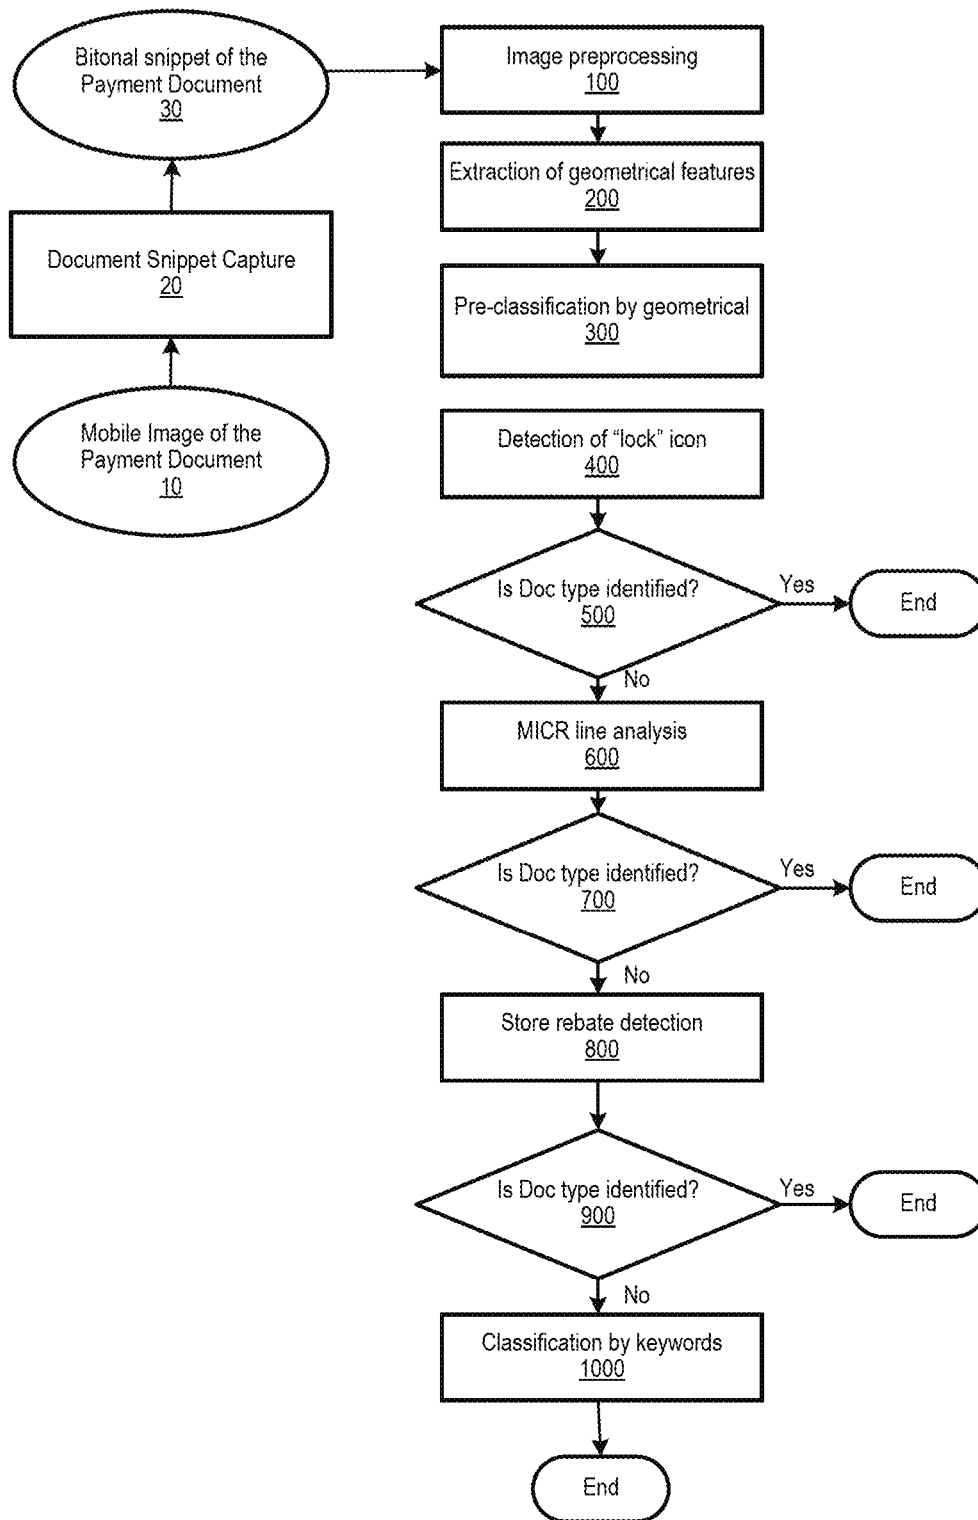 Bitonal snippet of the
Payment Document
30
Document Snippet Capture
20
Mobile Image of the
Payment Document
10
Image preprocessing
100
Extraction of geometrical features
200
Pre-classification by geometrical
300
Detection of “lock” icon
400
Is Doc type identified?
500
Yes
End
No
MICR line analysis
600
Is Doc type identified?
700
Yes
End
No
Store rebate detection
800
Is Doc type identified?
900
Yes
End
No
Classification by keywords
1000
End